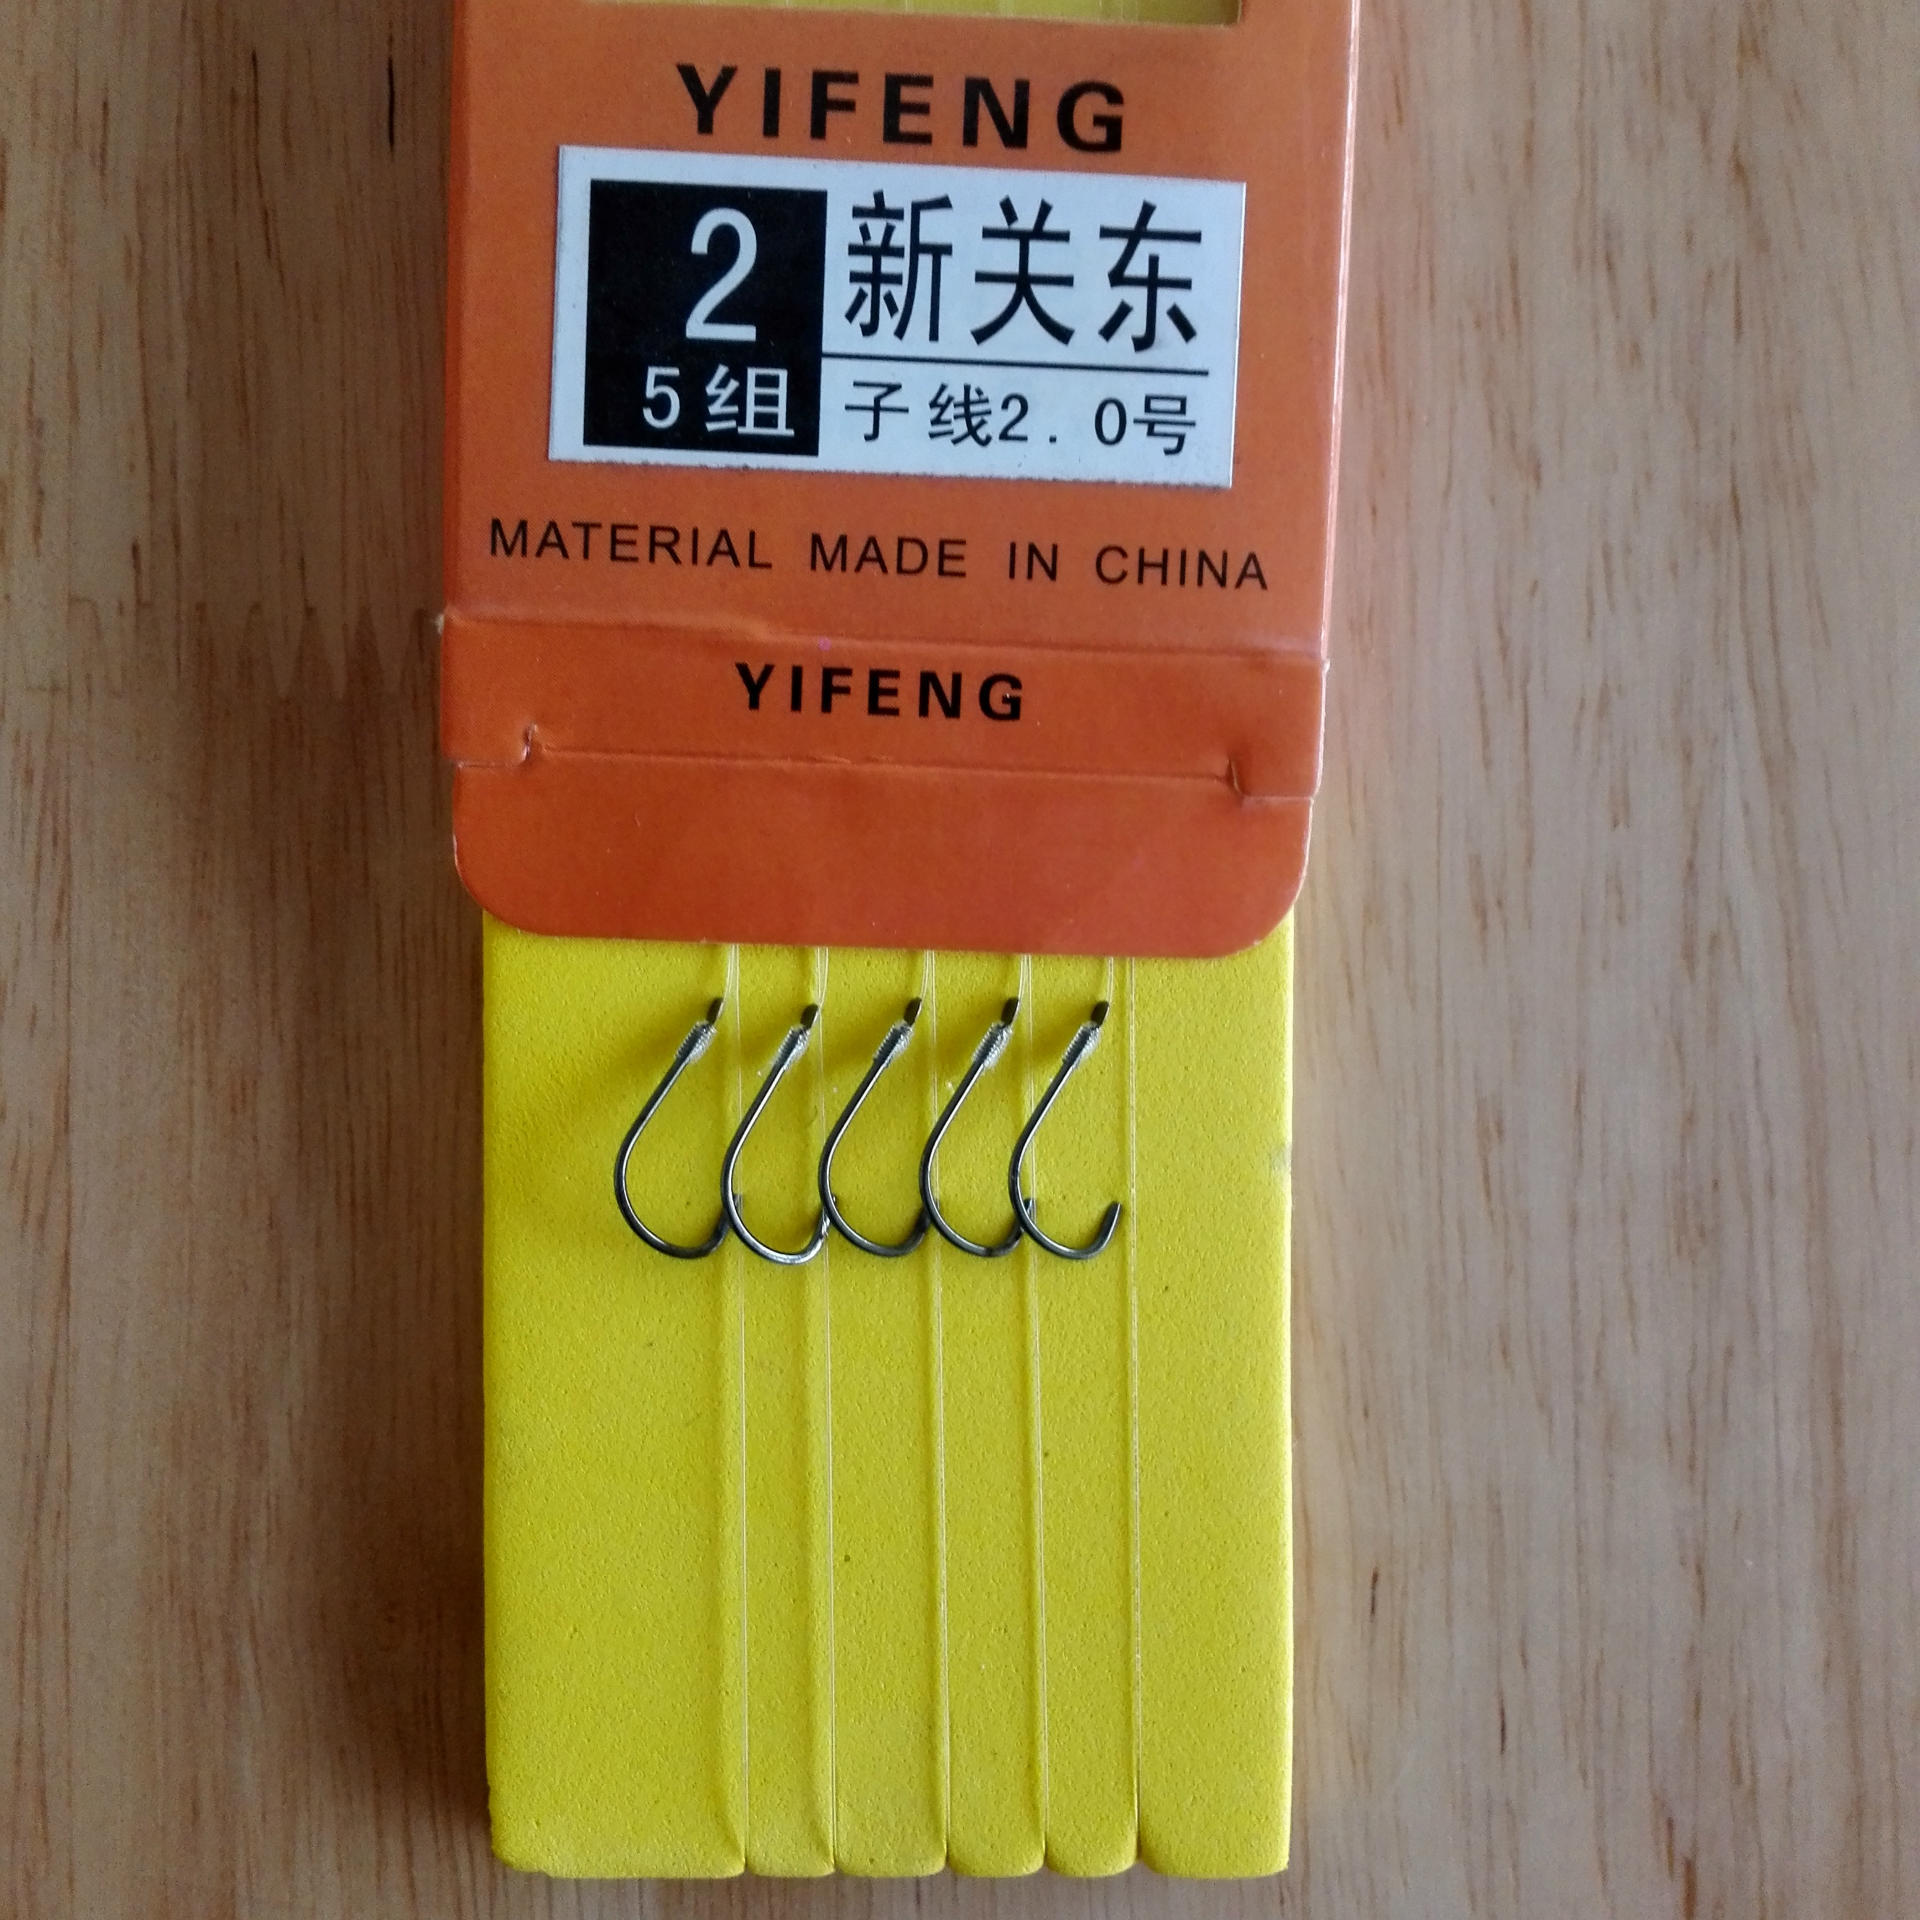 YIFENG
2 新关东
5组 子线2.0号
MATERIAL MADE IN CHINA
YIFENG